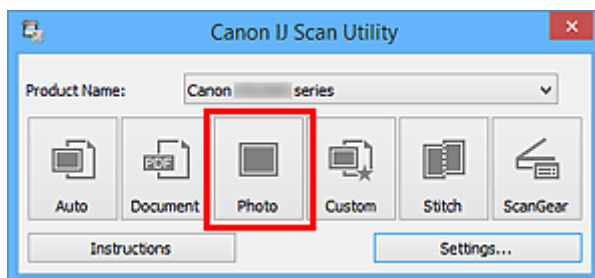 Canon IJ Scan Utility
Product Name: Canon series
PDF
Auto Document Photo Custom Stitch ScanGear
Instructions Settings...